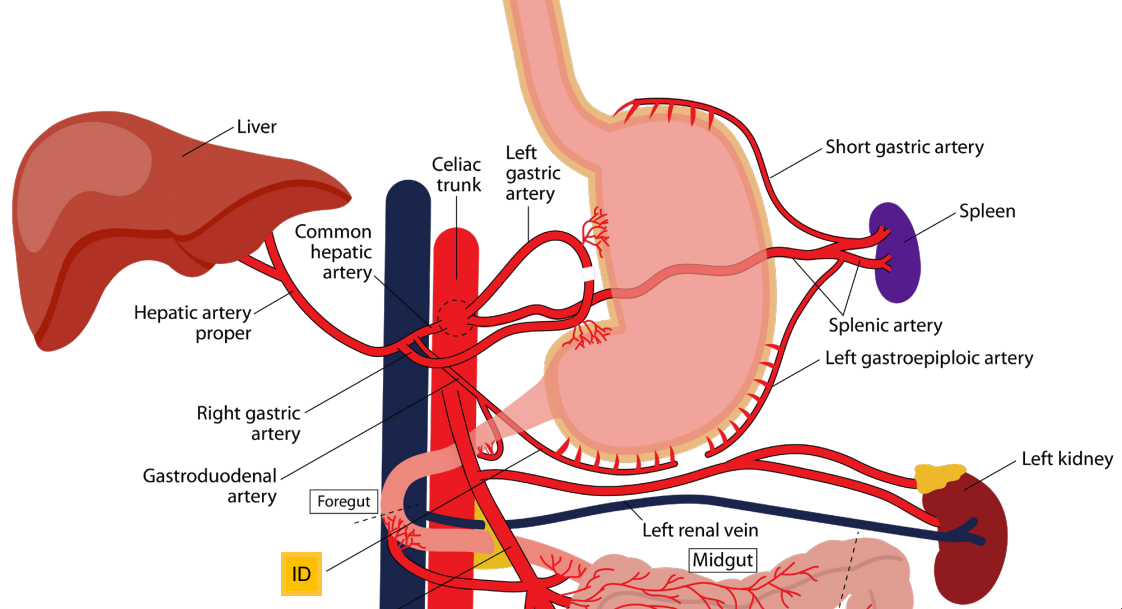 Liver
Celiac
trunk
Left
gastric
artery
Short gastric artery
Spleen
Common
hepatic
artery
Hepatic artery
proper
Splenic artery
Left gastroepiploic artery
Right gastric
artery
Gastroduodenal
artery
Left kidney
Foregut
Left renal vein
Midgut
ID